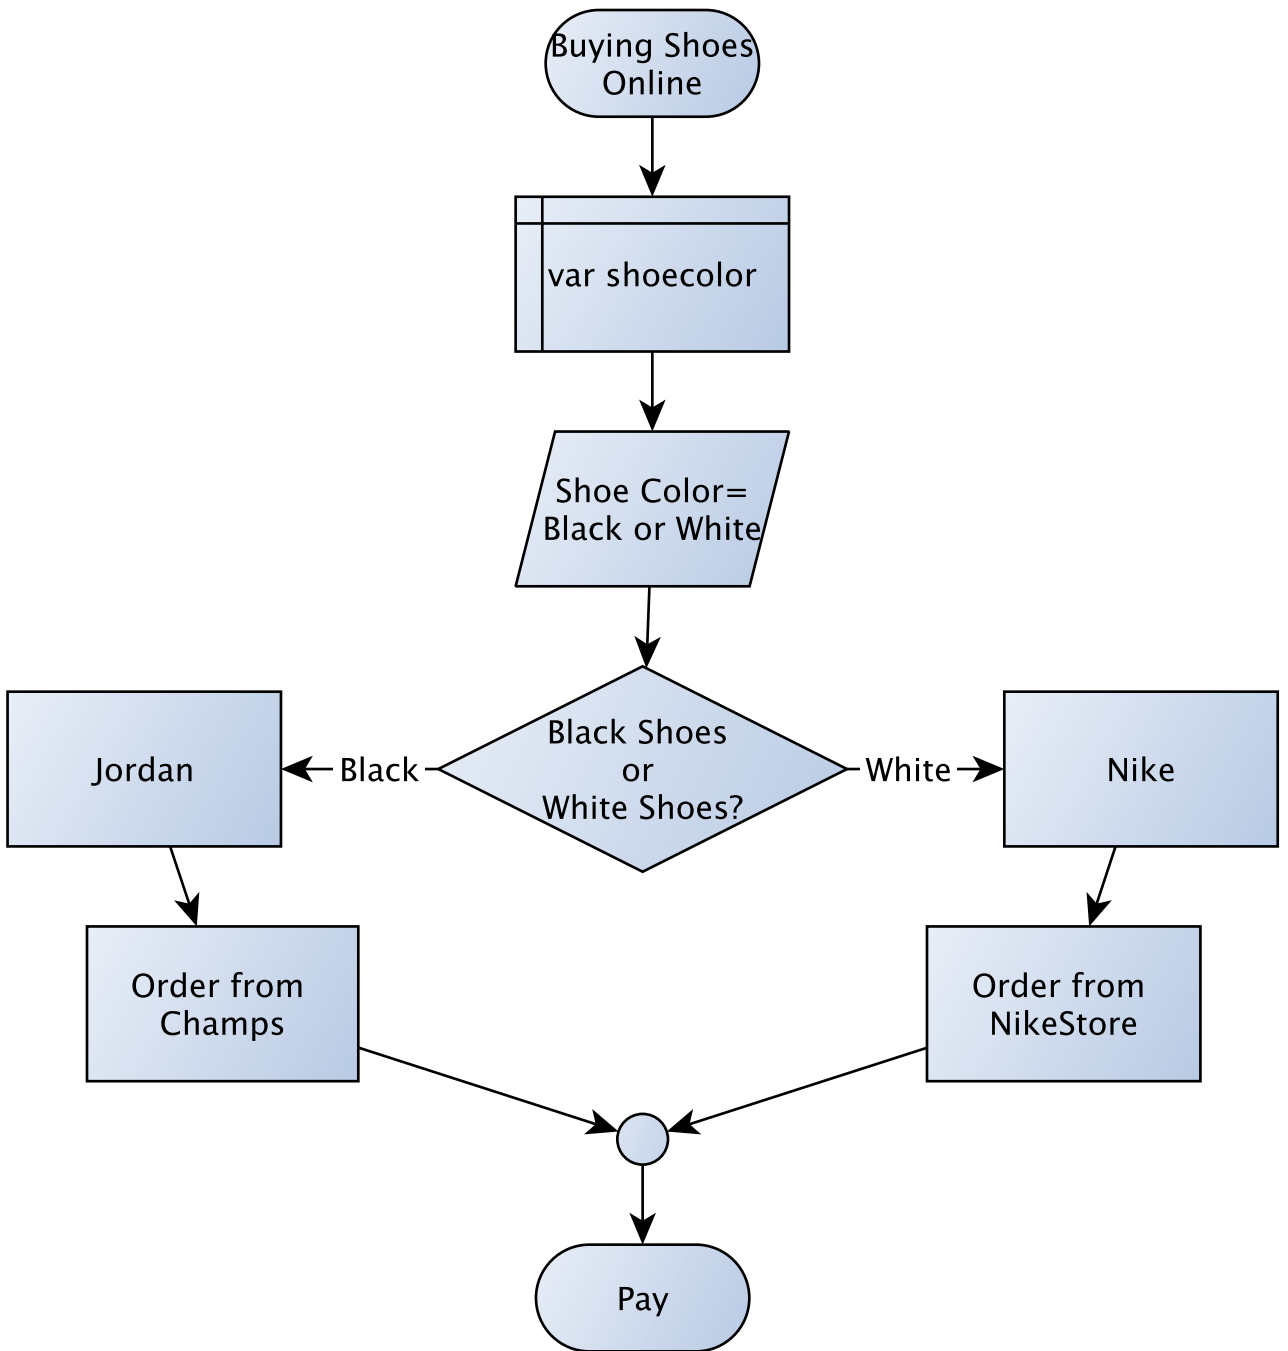 Buying Shoes
Online
var shoecolor
Shoe Color=
Black or White
Black Shoes
or
White Shoes?
Black
White
Jordan
Nike
Order from
Champs
Order from
NikeStore
Pay